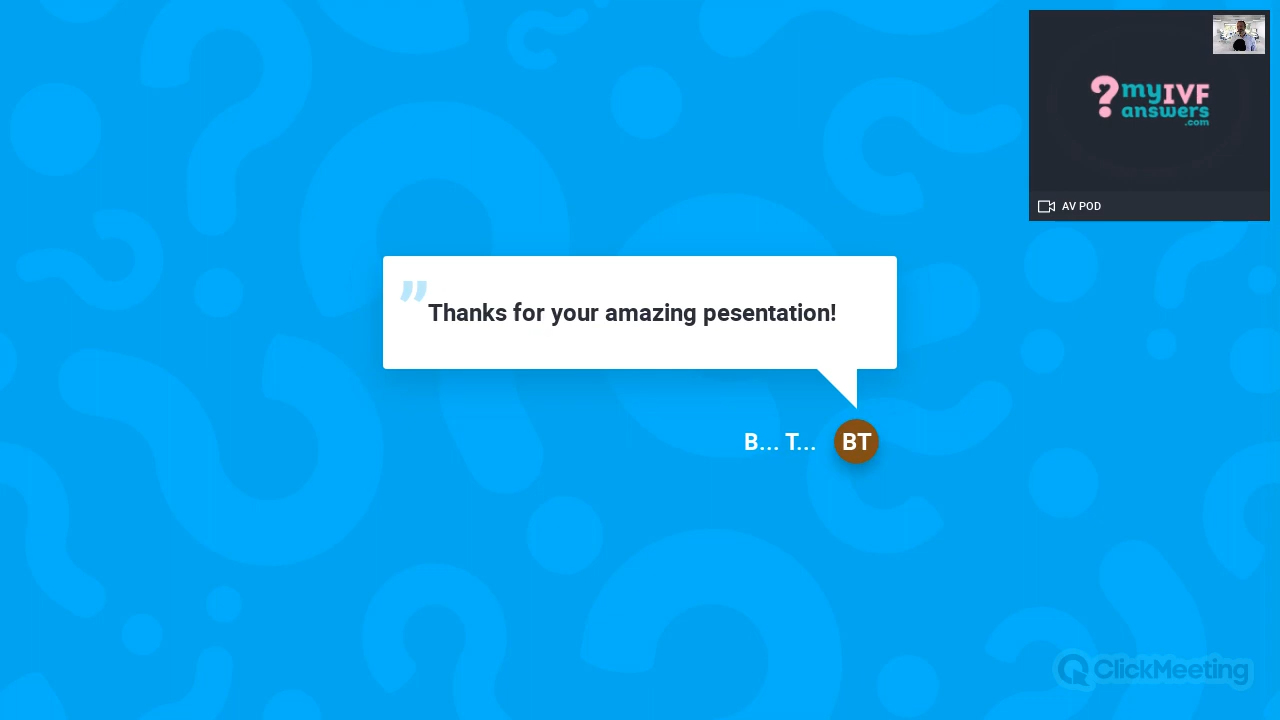 ?myIVF
answers
.com
AV POD
” Thanks for your amazing pesentation!
B... T... BT
ClickMeeting